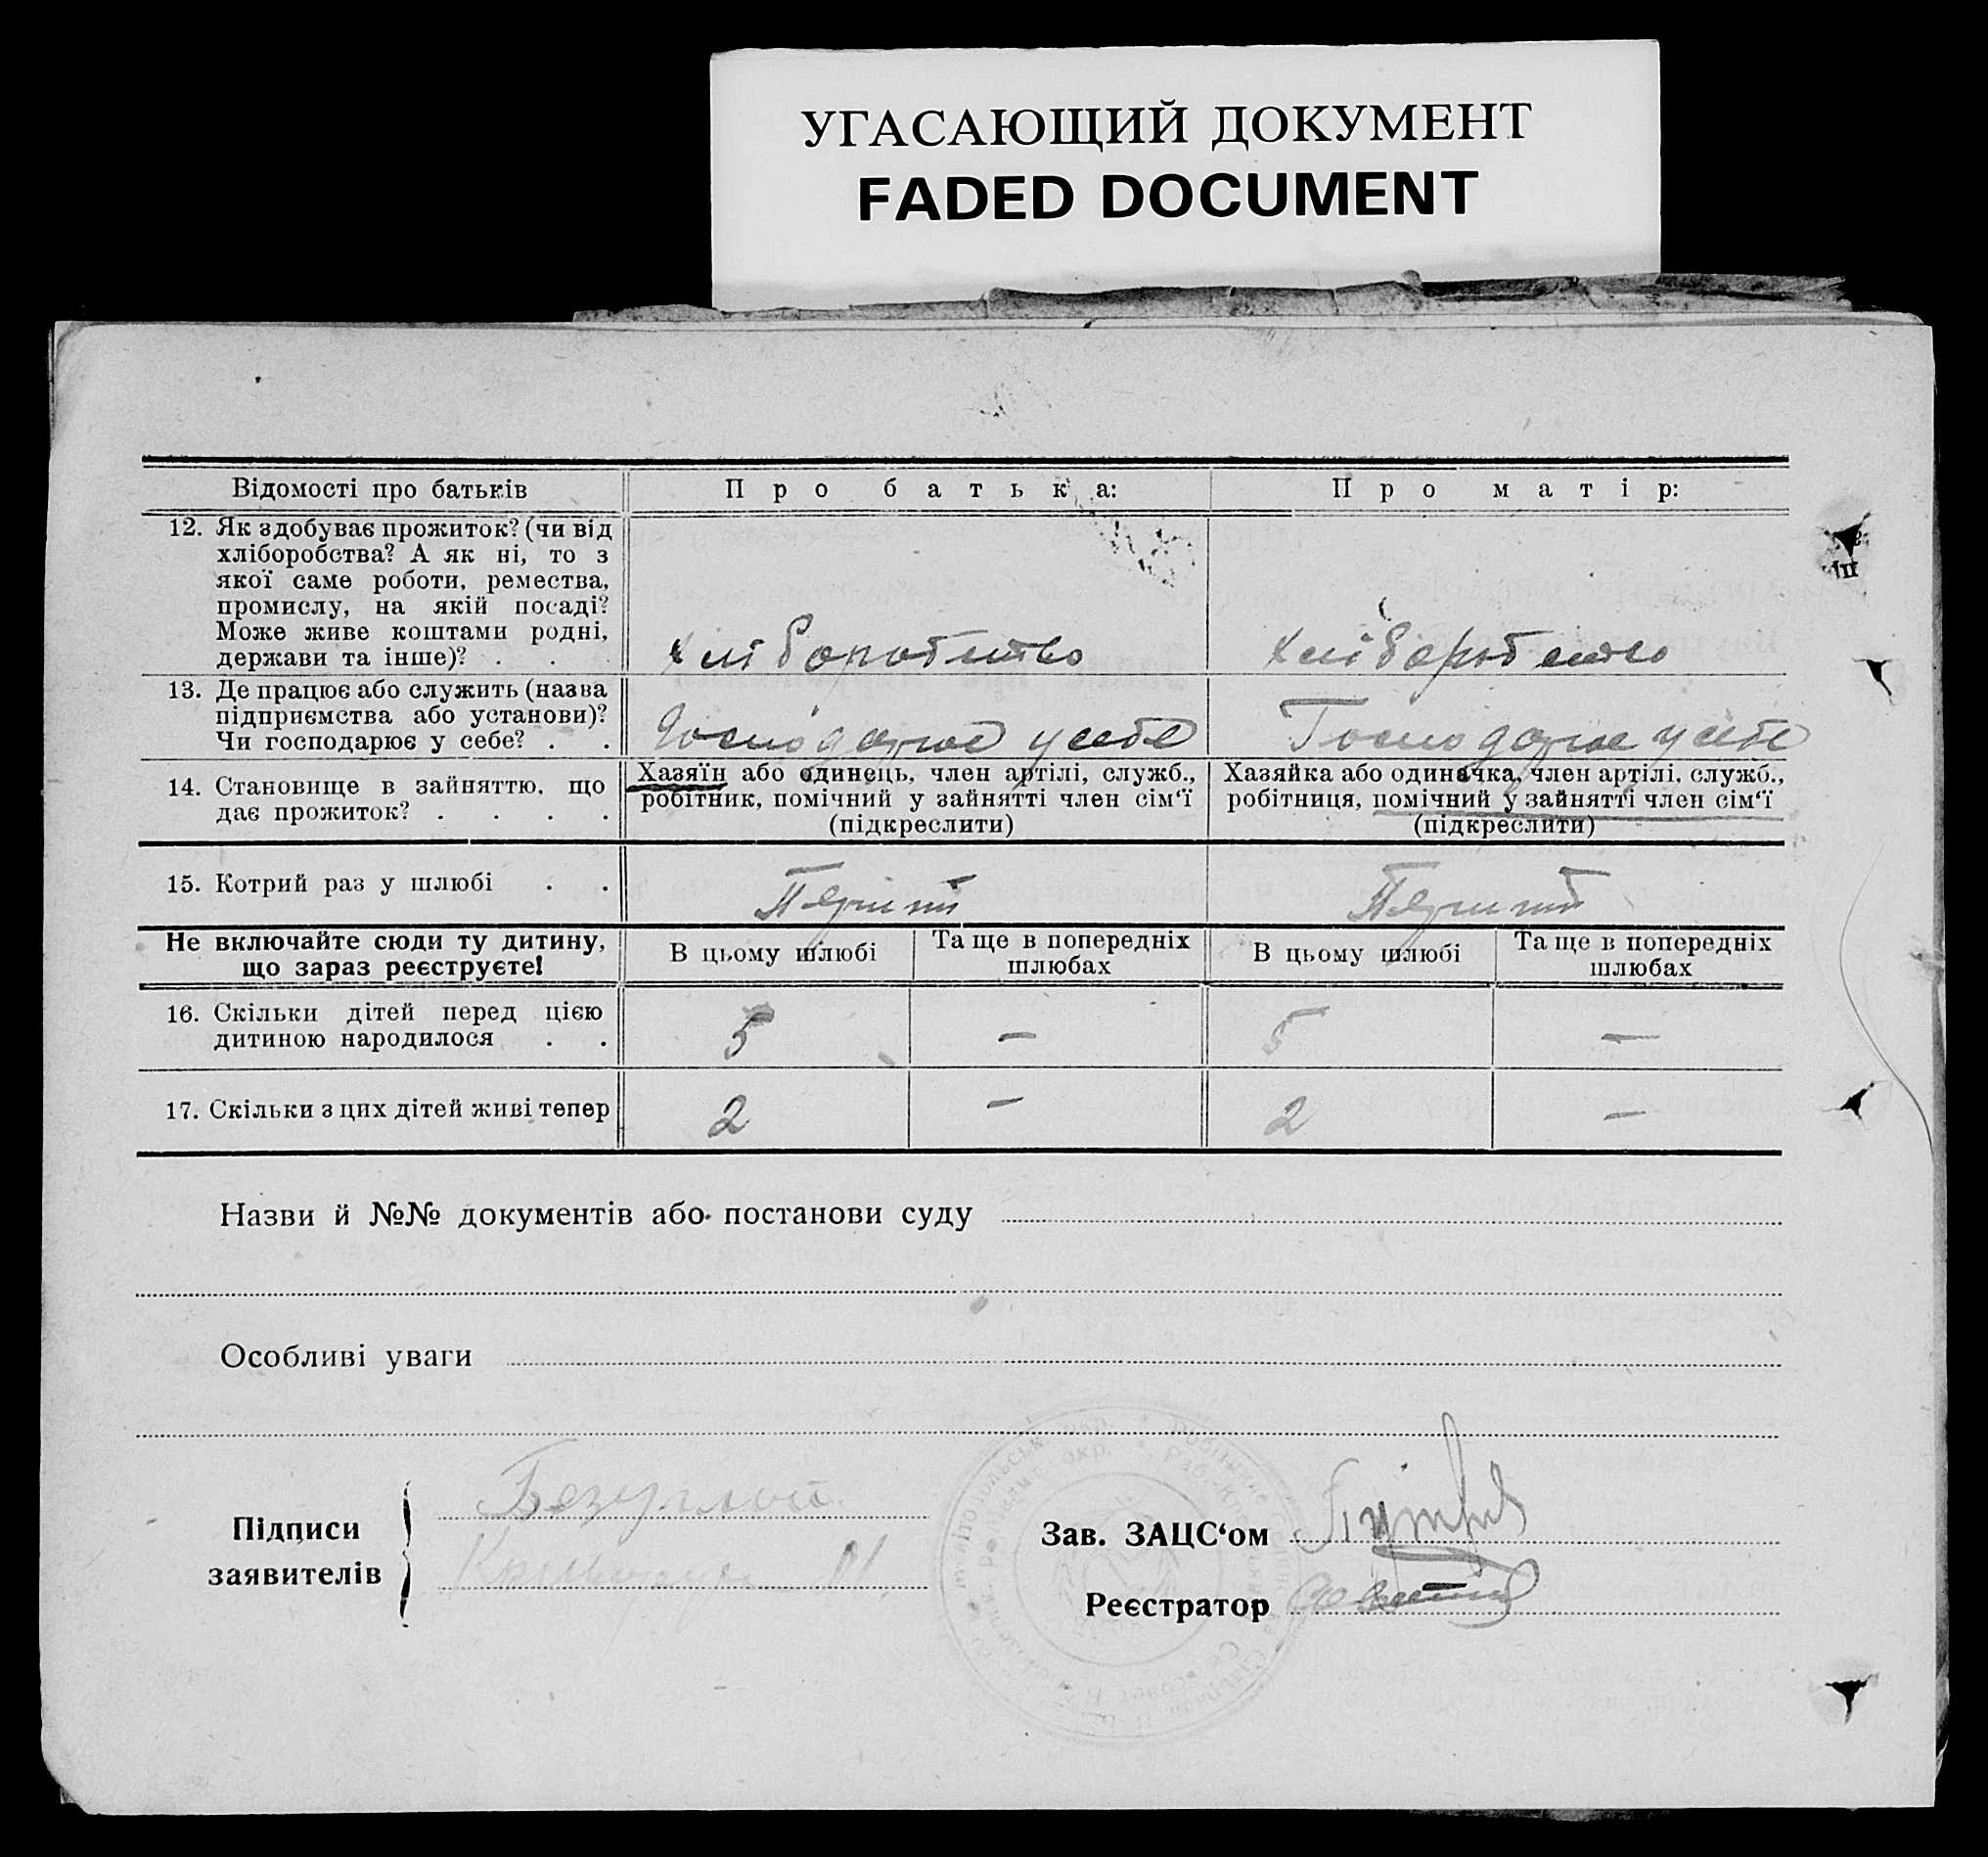 УГАСАЮЩИЙ ДОКУМЕНТ
FADED DOCUMENT
Відомості про батьків
Про батька:
Про матір:
12. Як здобуває прожиток? (чи від
хліборобства? А як ні, то з
якої саме роботи, ремества,
промислу, на якій посаді?
Може живе коштами родні,
держави та інше)? . . .
хліборобство
хліборобство
13. Де працює або служить (назва
підприємства або установи)?
Чи господарює у себе? . .
Господарює у себе
Господарює у себе
14. Становище в зайняттю, що
дає прожиток? . . . .
Хазяїн або одинець, член артілі, служб.,
робітник, помічний у зайнятті член сім‘ї
(підкреслити)
Хазяйка або одиначка, член артілі, служб.,
робітниця, помічний у зайнятті член сім‘ї
(підкреслити)
15. Котрий раз у шлюбі . .
Перший
Перший
Не включайте сюди ту дитину,
що зараз реєструєте!
В цьому шлюбі
Та ще в попередніх
шлюбах
В цьому шлюбі
Та ще в попередніх
шлюбах
16. Скільки дітей перед цією
дитиною народилося . .
5
—
5
—
17. Скільки з цих дітей живі тепер
2
—
2
—
Назви й №№ документів або постанови суду
Особливі уваги
Підписи
заявителів
Зав. ЗАЦС‘ом
Реєстратор